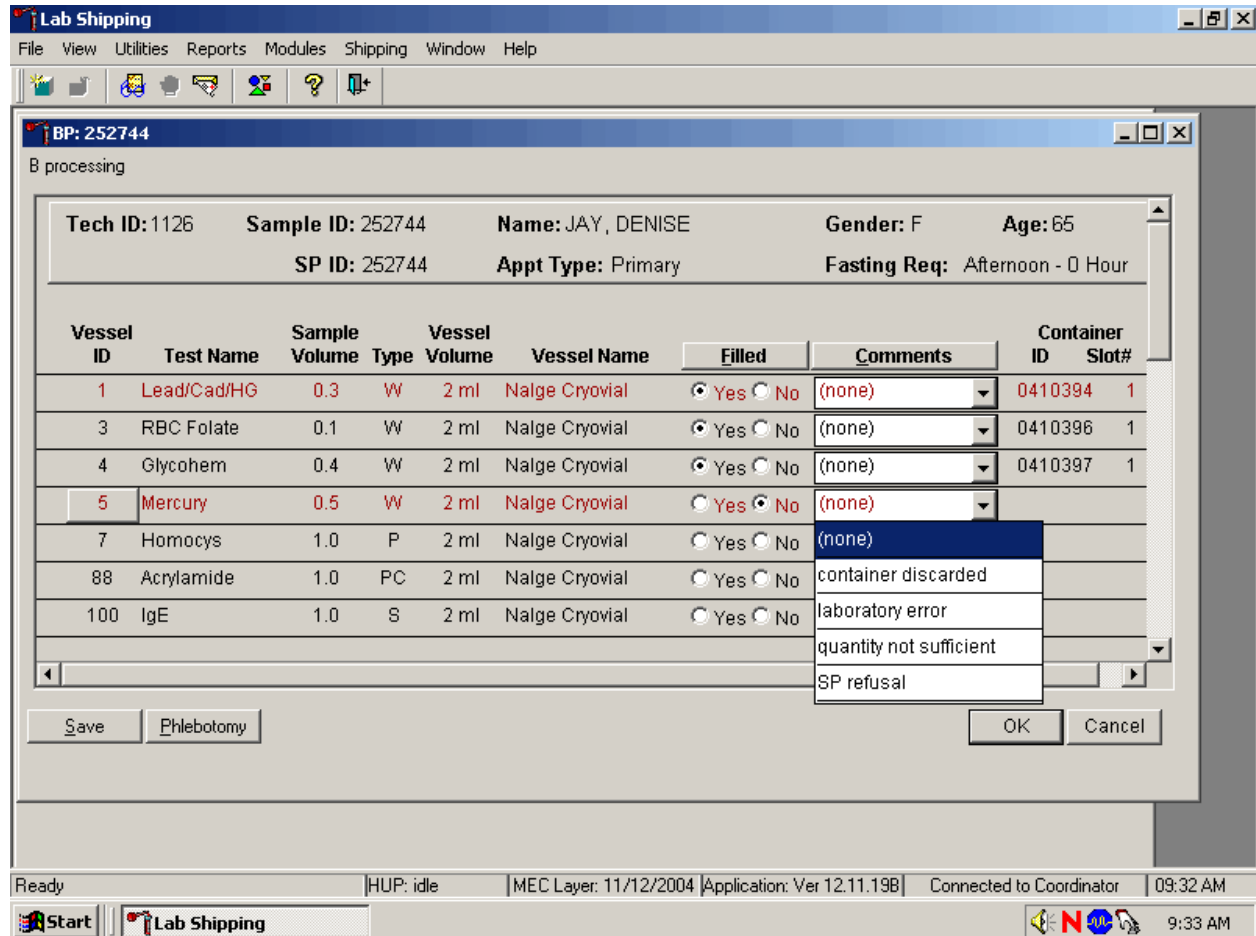 Lab Shipping
File View Utilities Reports Modules Shipping Window Help
BP: 252744
B processing
Tech ID: 1126 Sample ID: 252744 Name: JAY, DENISE Gender: F Age: 65
SP ID: 252744 Appt Type: Primary Fasting Req: Afternoon - 0 Hour
Vessel Sample Vessel Container
ID Test Name Volume Type Volume Vessel Name Filled Comments ID Slot#
1 Lead/Cad/HG 0.3 W 2 ml Nalge Cryovial Yes No (none) 0410394 1
3 RBC Folate 0.1 W 2 ml Nalge Cryovial Yes No (none) 0410396 1
4 Glycohem 0.4 W 2 ml Nalge Cryovial Yes No (none) 0410397 1
5 Mercury 0.5 W 2 ml Nalge Cryovial Yes No (none)
7 Homocys 1.0 P 2 ml Nalge Cryovial Yes No (none)
88 Acrylamide 1.0 PC 2 ml Nalge Cryovial Yes No container discarded
100 IgE 1.0 S 2 ml Nalge Cryovial Yes No laboratory error
quantity not sufficient
SP refusal
Save Phlebotomy OK Cancel
Ready HUP: idle MEC Layer: 11/12/2004 Application: Ver 12.11.19B Connected to Coordinator 09:32 AM
Start Lab Shipping N 9:33 AM